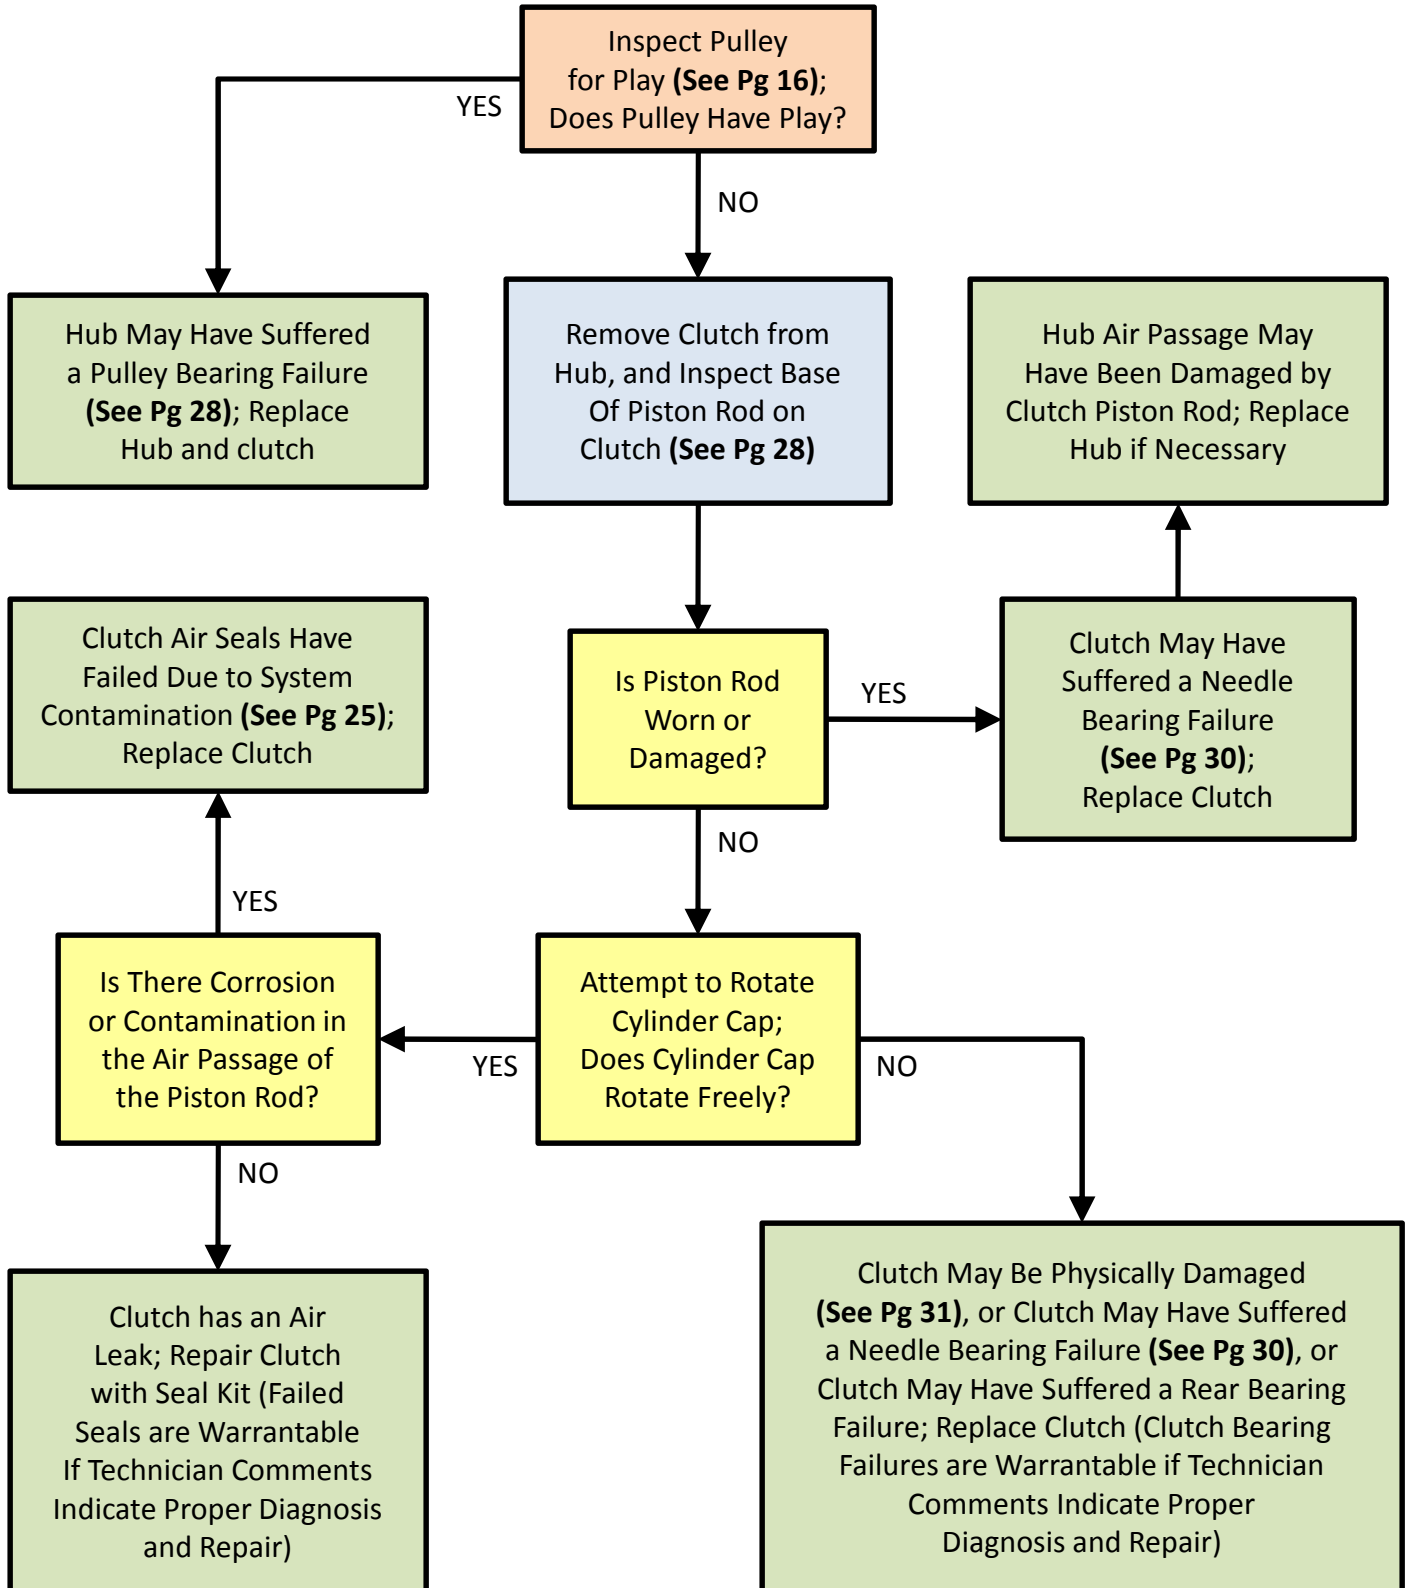 Inspect Pulley
for Play (See Pg 16);
Does Pulley Have Play?
YES
NO
Hub May Have Suffered
a Pulley Bearing Failure
(See Pg 28); Replace
Hub and clutch
Remove Clutch from
Hub, and Inspect Base
Of Piston Rod on
Clutch (See Pg 28)
Hub Air Passage May
Have Been Damaged by
Clutch Piston Rod; Replace
Hub if Necessary
Clutch Air Seals Have
Failed Due to System
Contamination (See Pg 25);
Replace Clutch
Is Piston Rod
Worn or
Damaged?
YES
Clutch May Have
Suffered a Needle
Bearing Failure
(See Pg 30);
Replace Clutch
NO
YES
Is There Corrosion
or Contamination in
the Air Passage of
the Piston Rod?
YES
Attempt to Rotate
Cylinder Cap;
Does Cylinder Cap
Rotate Freely?
NO
NO
Clutch has an Air
Leak; Repair Clutch
with Seal Kit (Failed
Seals are Warrantable
If Technician Comments
Indicate Proper Diagnosis
and Repair)
Clutch May Be Physically Damaged
(See Pg 31), or Clutch May Have Suffered
a Needle Bearing Failure (See Pg 30), or
Clutch May Have Suffered a Rear Bearing
Failure; Replace Clutch (Clutch Bearing
Failures are Warrantable if Technician
Comments Indicate Proper
Diagnosis and Repair)